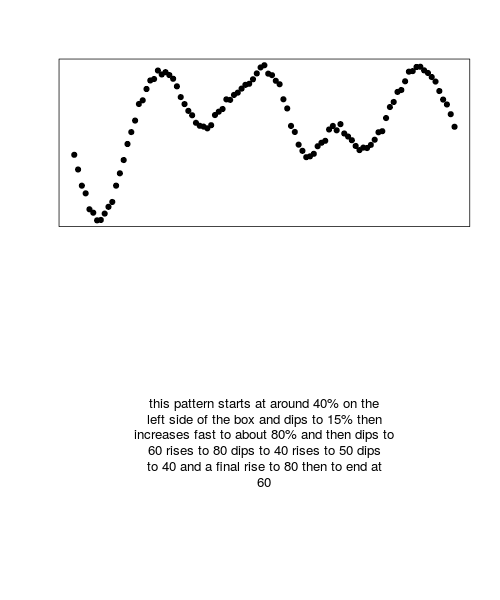 this pattern starts at around 40% on the
left side of the box and dips to 15% then
increases fast to about 80% and then dips to
60 rises to 80 dips to 40 rises to 50 dips
to 40 and a final rise to 80 then to end at
60